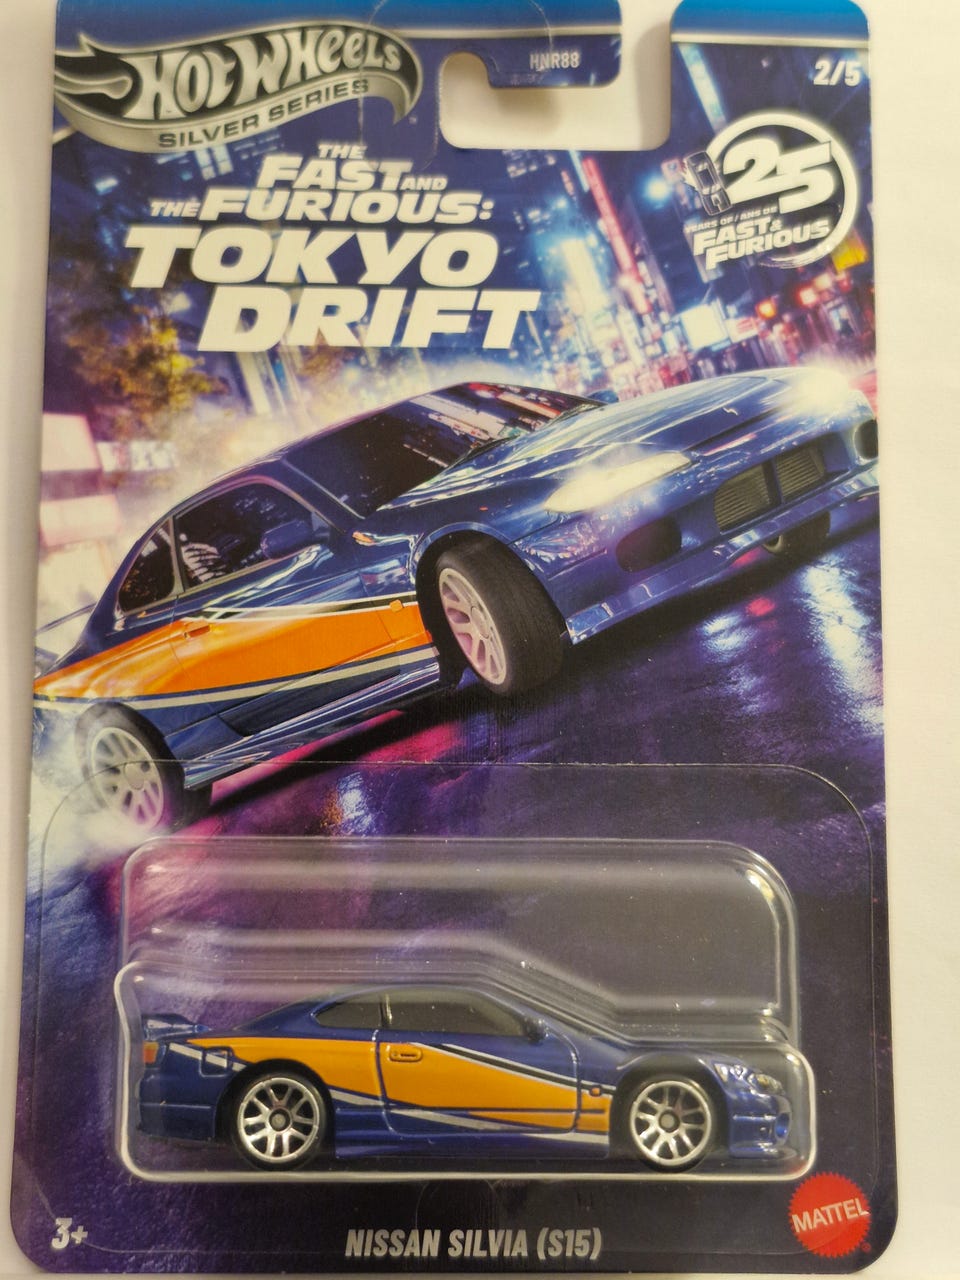 HOT WHEELS
SILVER SERIES
HNR88
2/5
THE
FAST AND
THE FURIOUS:
TOKYO
DRIFT
25
YEARS OF / ANS DE
FAST &
FURIOUS
3+
NISSAN SILVIA (S15)
MATTEL